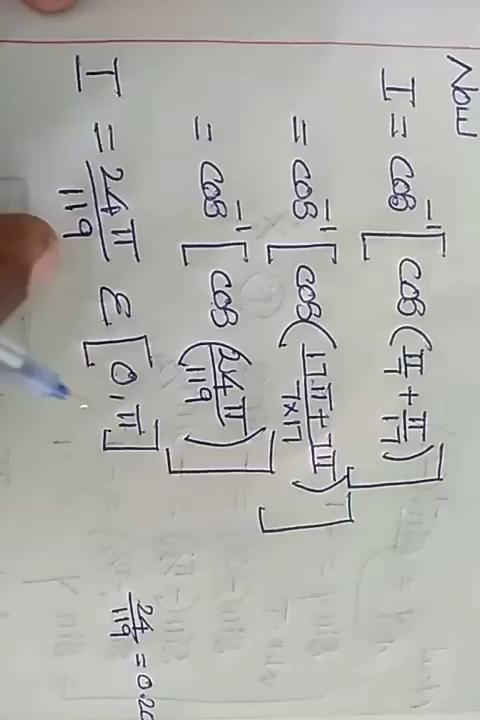 Now
I = cos⁻¹[cos(π/7 + π/17)]
= cos⁻¹[cos((17π + 7π)/(7×17))]
= cos⁻¹[cos(24π/119)]
I = 24π/119 ε [0, π]
24/119 = 0.20